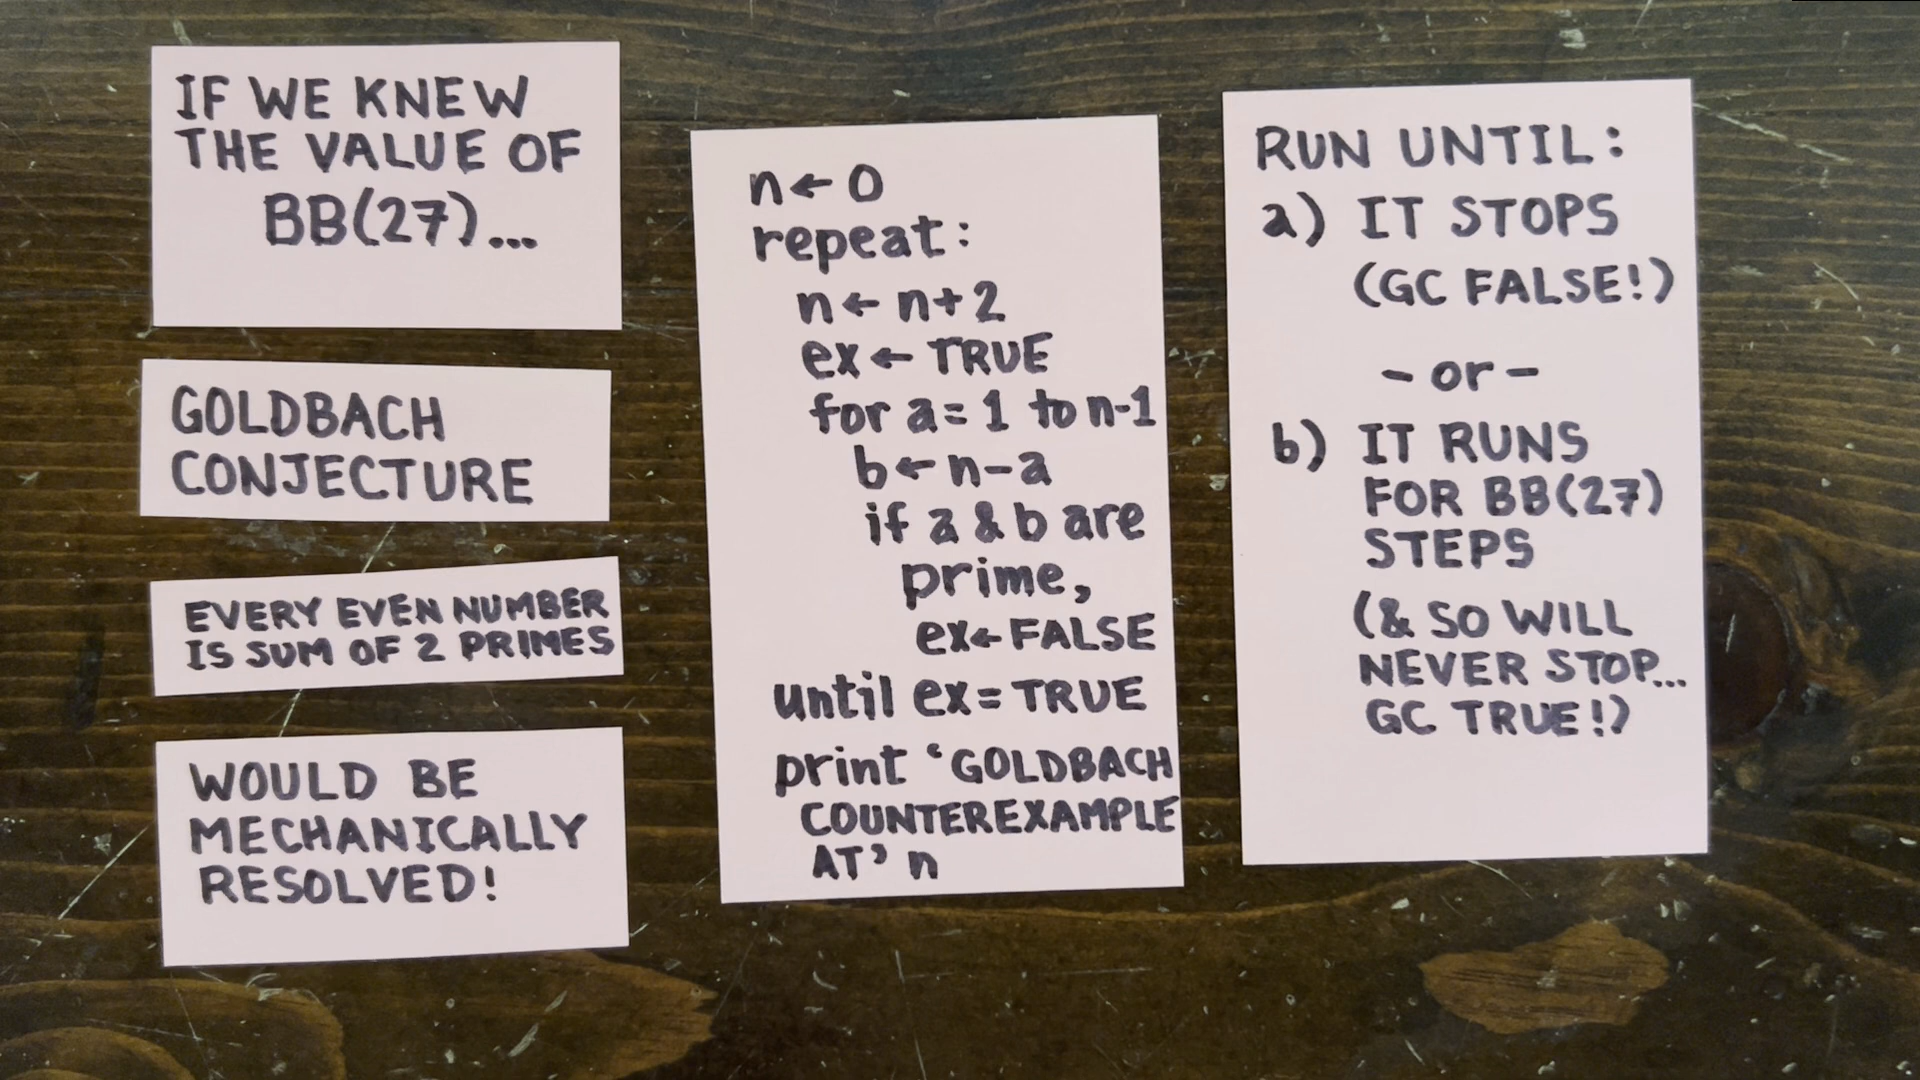 IF WE KNEW
THE VALUE OF
BB(27)...
GOLDBACH
CONJECTURE
EVERY EVEN NUMBER
IS SUM OF 2 PRIMES
WOULD BE
MECHANICALLY
RESOLVED!
n←0
repeat:
n←n+2
ex←TRUE
for a=1 to n-1
b←n-a
if a & b are
prime,
ex←FALSE
until ex=TRUE
print ‘GOLDBACH
COUNTEREXAMPLE
AT’ n
RUN UNTIL:
a) IT STOPS
(GC FALSE!)
- or -
b) IT RUNS
FOR BB(27)
STEPS
(& SO WILL
NEVER STOP...
GC TRUE!)